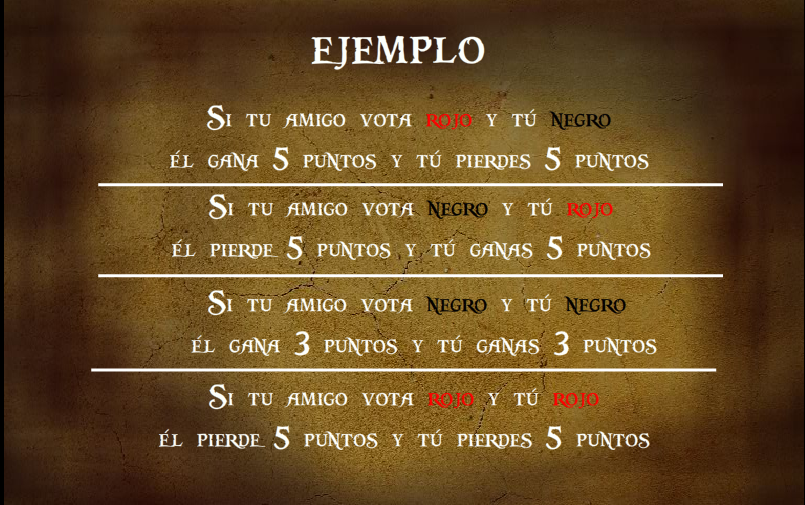 EJEMPLO
SI TU AMIGO VOTA ROJO Y TÚ NEGRO
ÉL GANA 5 PUNTOS Y TÚ PIERDES 5 PUNTOS
SI TU AMIGO VOTA NEGRO Y TÚ ROJO
ÉL PIERDE 5 PUNTOS Y TÚ GANAS 5 PUNTOS
SI TU AMIGO VOTA NEGRO Y TÚ NEGRO
ÉL GANA 3 PUNTOS Y TÚ GANAS 3 PUNTOS
SI TU AMIGO VOTA ROJO Y TÚ ROJO
ÉL PIERDE 5 PUNTOS Y TÚ PIERDES 5 PUNTOS